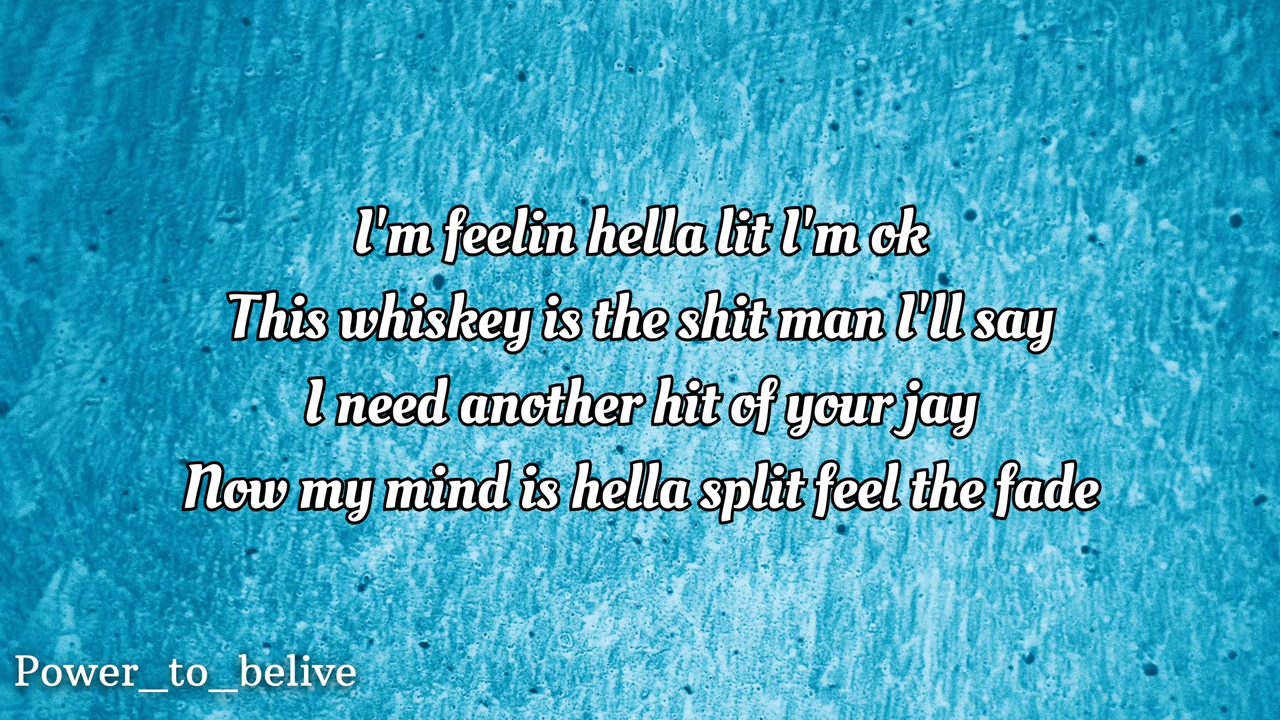 I'm feelin hella lit I'm ok
This whiskey is the shit man I'll say
I need another hit of your jay
Now my mind is hella split feel the fade
Power_to_belive